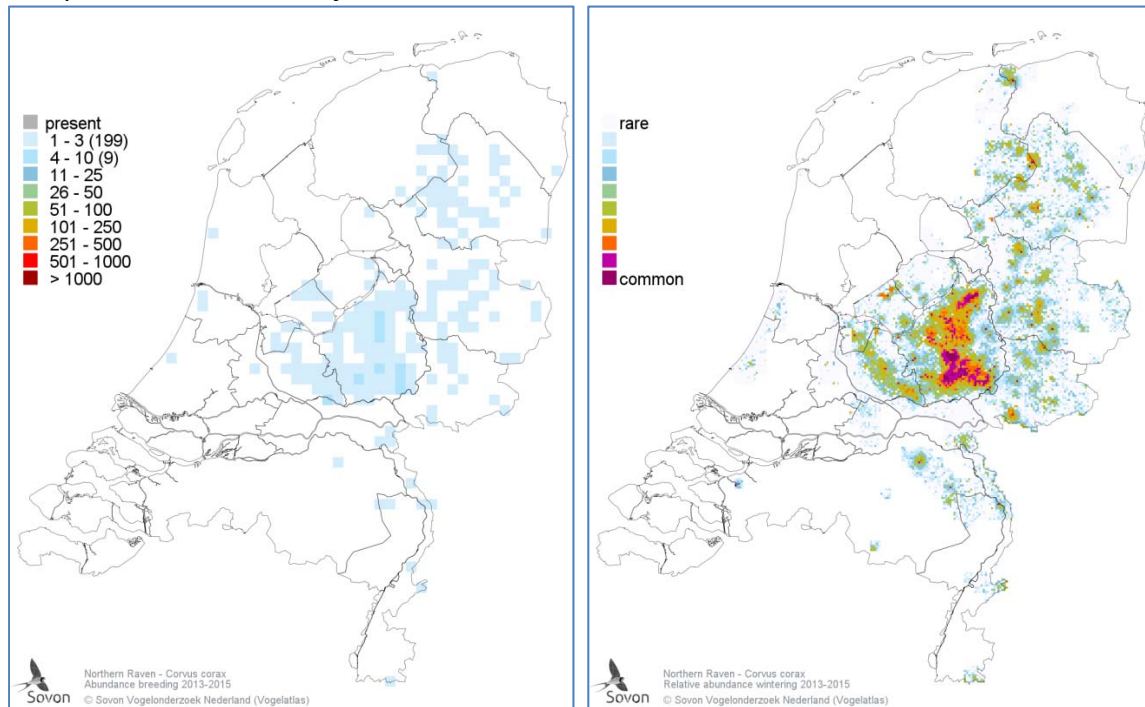 present
1 - 3 (199)
4 - 10 (9)
11 - 25
26 - 50
51 - 100
101 - 250
251 - 500
501 - 1000
> 1000
Sovon
Northern Raven - Corvus corax
Abundance breeding 2013-2015
© Sovon Vogelonderzoek Nederland (Vogelatlas)
rare
common
Sovon
Northern Raven - Corvus corax
Relative abundance wintering 2013-2015
© Sovon Vogelonderzoek Nederland (Vogelatlas)